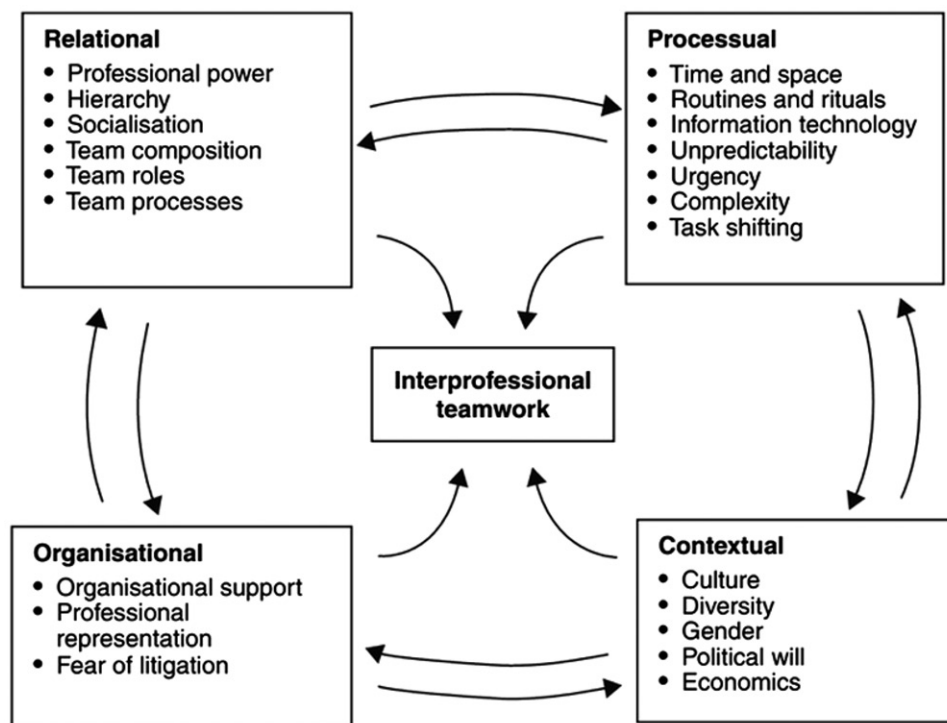 Relational
• Professional power
• Hierarchy
• Socialisation
• Team composition
• Team roles
• Team processes
Processual
• Time and space
• Routines and rituals
• Information technology
• Unpredictability
• Urgency
• Complexity
• Task shifting
Interprofessional
teamwork
Organisational
• Organisational support
• Professional
representation
• Fear of litigation
Contextual
• Culture
• Diversity
• Gender
• Political will
• Economics